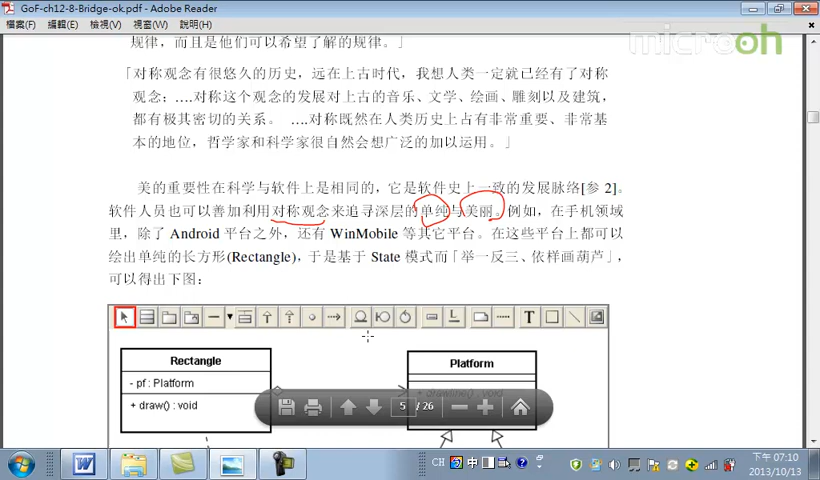 GoF-ch12-8-Bridge-ok.pdf - Adobe Reader
檔案(F) 編輯(E) 檢視(V) 視窗(W) 說明(H)
microoh
规律，而且是他们可以希望了解的规律。」
「对称观念有很悠久的历史，远在上古时代，我想人类一定就已经有了对称
观念；….对称这个观念的发展对上古的音乐、文学、绘画、雕刻以及建筑，
都有极其密切的关系。 ….对称既然在人类历史上占有非常重要、非常基
本的地位，哲学家和科学家很自然会想广泛的加以运用。」
美的重要性在科学与软件上是相同的，它是软件史上一致的发展脉络[参 2]。
软件人员也可以善加利用对称观念来追寻深层的单纯与美丽。例如，在手机领域
里，除了 Android 平台之外，还有 WinMobile 等其它平台。在这些平台上都可以
绘出单纯的长方形(Rectangle)，于是基于 State 模式而「举一反三、依样画葫芦」，
可以得出下图：
T
Rectangle
- pf : Platform
+ draw() : void
Platform
+ drawline() : void
5 / 26
CH 中
下午 07:10
2013/10/13